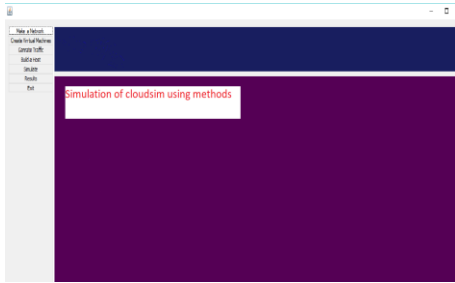 Make a Network
Create Virtual Machines
Generate Traffic
Build a Host
Simulate
Results
Exit
Simulation of cloudsim using methods